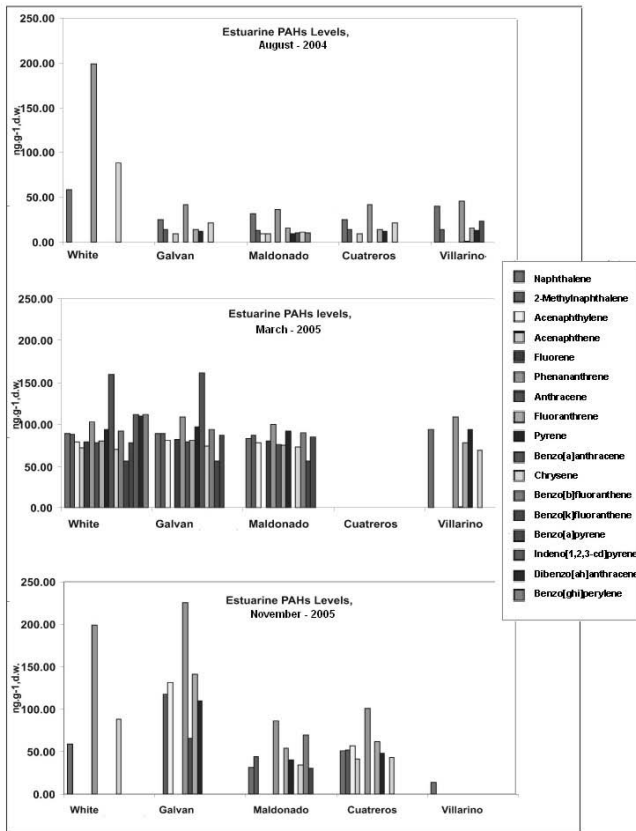 Estuarine PAHs Levels,
August - 2004
ng.g-1,d.w.
250.00
200.00
150.00
100.00
50.00
0.00
White Galvan Maldonado Cuatreros Villarino
Estuarine PAHs levels,
March - 2005
ng.g-1,d.w.
250.00
200.00
150.00
100.00
50.00
0.00
White Galvan Maldonado Cuatreros Villarino
Estuarine PAHs Levels,
November - 2005
ng.g-1,d.w.
250.00
200.00
150.00
100.00
50.00
0.00
White Galvan Maldonado Cuatreros Villarino
Naphthalene
2-Methylnaphthalene
Acenaphthylene
Acenaphthene
Fluorene
Phenananthrene
Anthracene
Fluoranthrene
Pyrene
Benzo[a]anthracene
Chrysene
Benzo[b]fluoranthene
Benzo[k]fluoranthene
Benzo[a]pyrene
Indeno[1,2,3-cd]pyrene
Dibenzo[ah]anthracene
Benzo[ghi]perylene